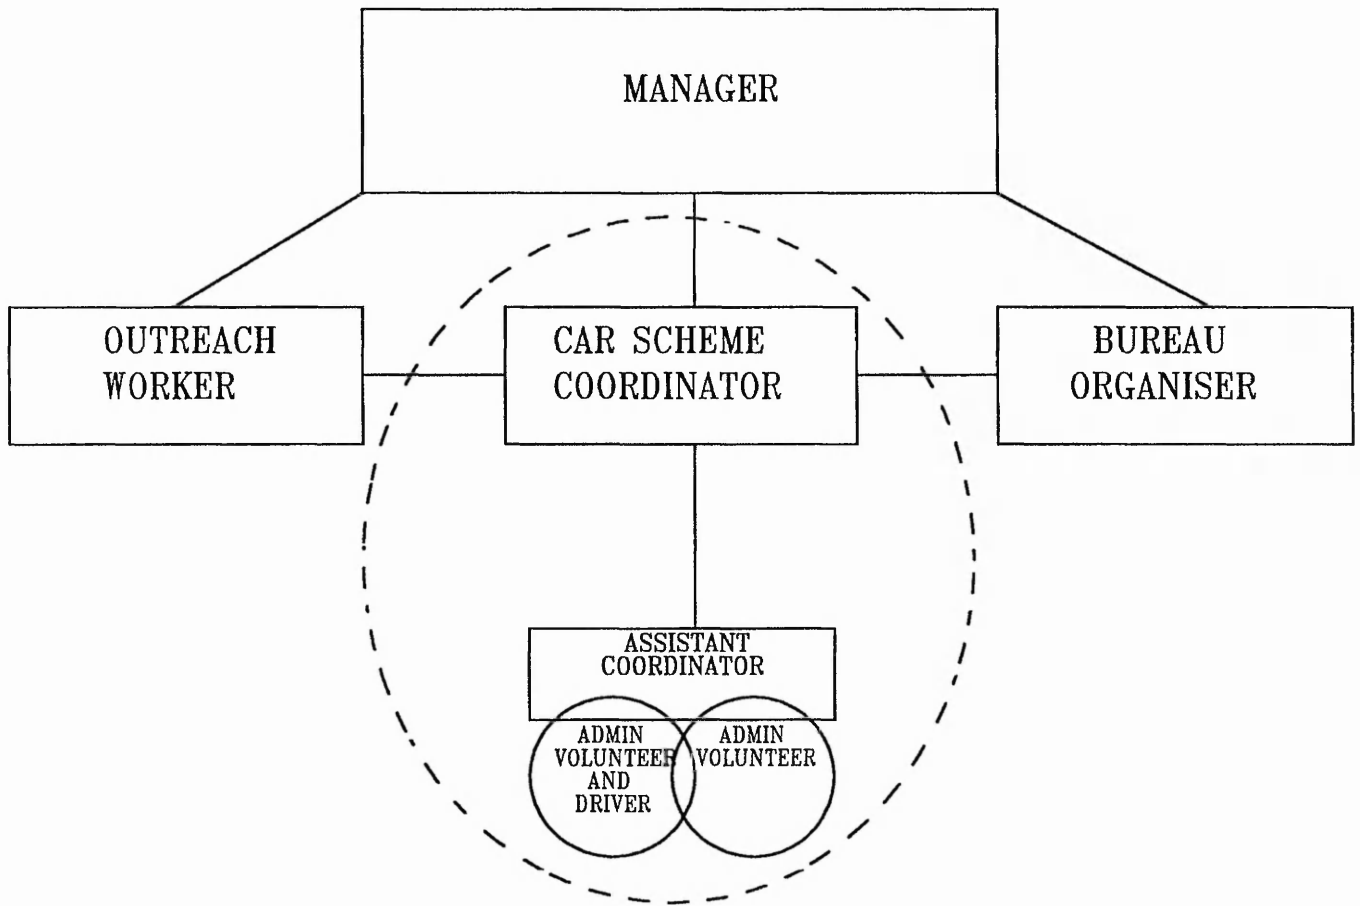 MANAGER
OUTREACH
WORKER
CAR SCHEME
COORDINATOR
BUREAU
ORGANISER
ASSISTANT
COORDINATOR
ADMIN
VOLUNTEER
AND
DRIVER
ADMIN
VOLUNTEER